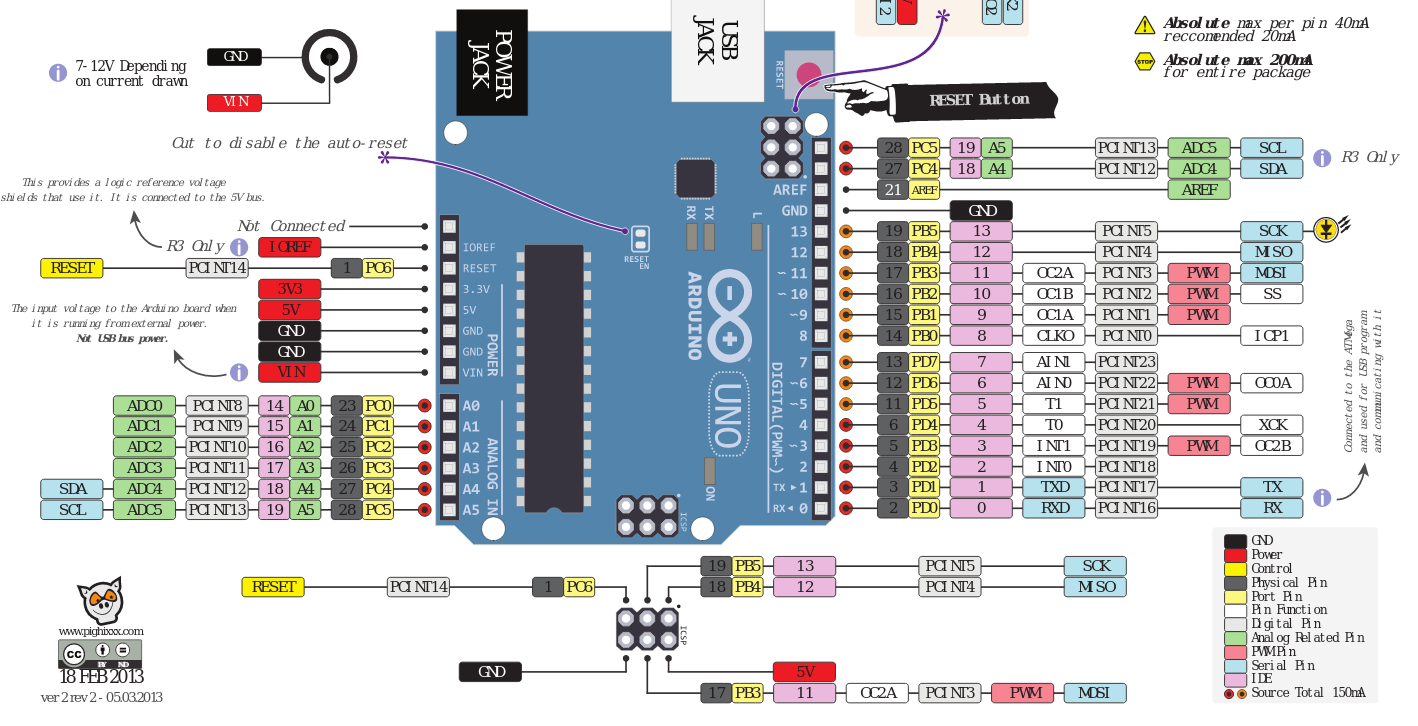 7-12V Depending
on current drawn
GND
VIN
POWER
JACK
USB
JACK
RESET
RESET Button
Absolute max per pin 40mA
reccomended 20mA
STOP
Absolute max 200mA
for entire package
Cut to disable the auto-reset
This provides a logic reference voltage
shields that use it. It is connected to the 5V bus.
Not Connected
R3 Only
IOREF
RESET PCINT14 1 PC6
3V3
5V
GND
GND
VIN
The input voltage to the Arduino board when
it is running from external power.
Not USB bus power.
ADC0 PCINT8 14 A0 23 PC0
ADC1 PCINT9 15 A1 24 PC1
ADC2 PCINT10 16 A2 25 PC2
ADC3 PCINT11 17 A3 26 PC3
SDA ADC4 PCINT12 18 A4 27 PC4
SCL ADC5 PCINT13 19 A5 28 PC5
IOREF
RESET
3.3V
5V
GND
GND
VIN
POWER
A0
A1
A2
A3
A4
A5
ANALOG IN
RESET
EN
RX
TX
L
ARDUINO
UNO
ON
ICSP
DIGITAL(PWM~)
AREF
GND
13
12
~11
~10
~9
8
7
~6
~5
4
~3
2
TX▸1
RX◂0
28 PC5 19 A5 PCINT13 ADC5 SCL
27 PC4 18 A4 PCINT12 ADC4 SDA
R3 Only
21 AREF AREF
GND
19 PB5 13 PCINT5 SCK
18 PB4 12 PCINT4 MISO
17 PB3 11 OC2A PCINT3 PWM MOSI
16 PB2 10 OC1B PCINT2 PWM SS
15 PB1 9 OC1A PCINT1 PWM
14 PB0 8 CLKO PCINT0 ICP1
13 PD7 7 AIN1 PCINT23
12 PD6 6 AIN0 PCINT22 PWM OC0A
11 PD5 5 T1 PCINT21 PWM
6 PD4 4 T0 PCINT20 XCK
5 PD3 3 INT1 PCINT19 PWM OC2B
4 PD2 2 INT0 PCINT18
3 PD1 1 TXD PCINT17 TX
2 PD0 0 RXD PCINT16 RX
Connected to the ATMega
and used for USB program
and communicating with it
GND
Power
Control
Physical Pin
Port Pin
Pin Function
Digital Pin
Analog Related Pin
PWM Pin
Serial Pin
IDE
Source Total 150mA
RESET PCINT14 1 PC6
19 PB5 13 PCINT5 SCK
18 PB4 12 PCINT4 MISO
ICSP
GND
5V
17 PB3 11 OC2A PCINT3 PWM MOSI
www.pighixxx.com
cc
BY ND
18 FEB 2013
ver 2 rev 2 - 05.03.2013